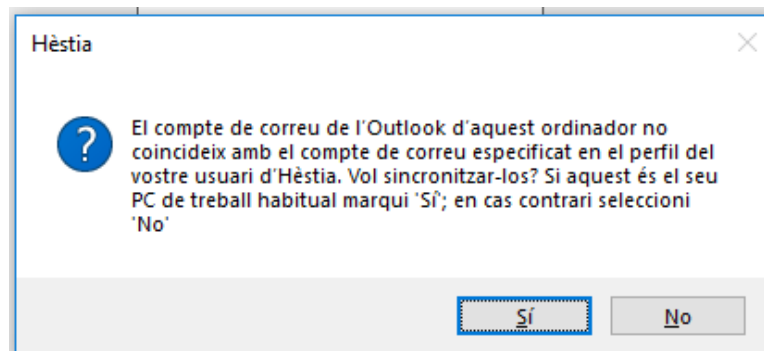 Hèstia
El compte de correu de l'Outlook d'aquest ordinador no
coincideix amb el compte de correu especificat en el perfil del
vostre usuari d'Hèstia. Vol sincronitzar-los? Si aquest és el seu
PC de treball habitual marqui 'Sí'; en cas contrari seleccioni
'No'
Sí
No